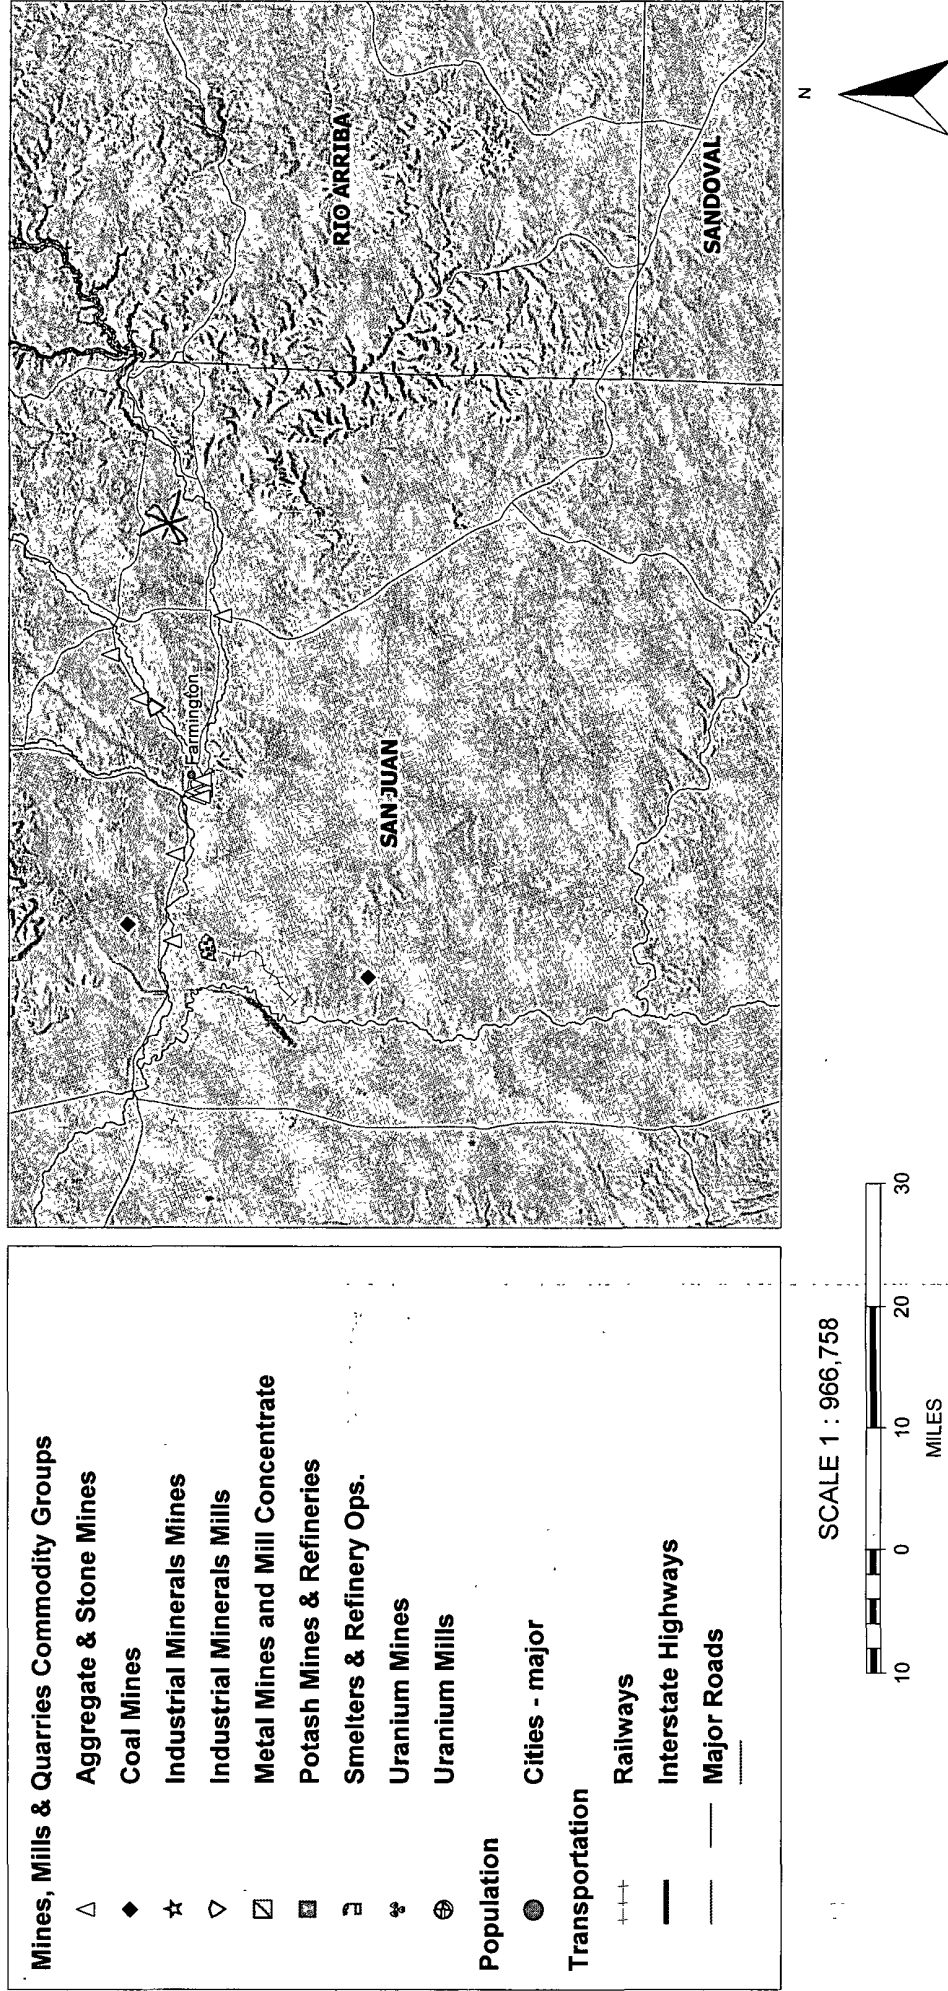 Mines, Mills & Quarries Commodity Groups
Aggregate & Stone Mines
Coal Mines
Industrial Minerals Mines
Industrial Minerals Mills
Metal Mines and Mill Concentrate
Potash Mines & Refineries
Smelters & Refinery Ops.
Uranium Mines
Uranium Mills
Population
Cities - major
Transportation
Railways
Interstate Highways
Major Roads
Farmington
SAN JUAN
RIO ARRIBA
SANDOVAL
N
SCALE 1 : 966,758
10 0 10 20 30
MILES